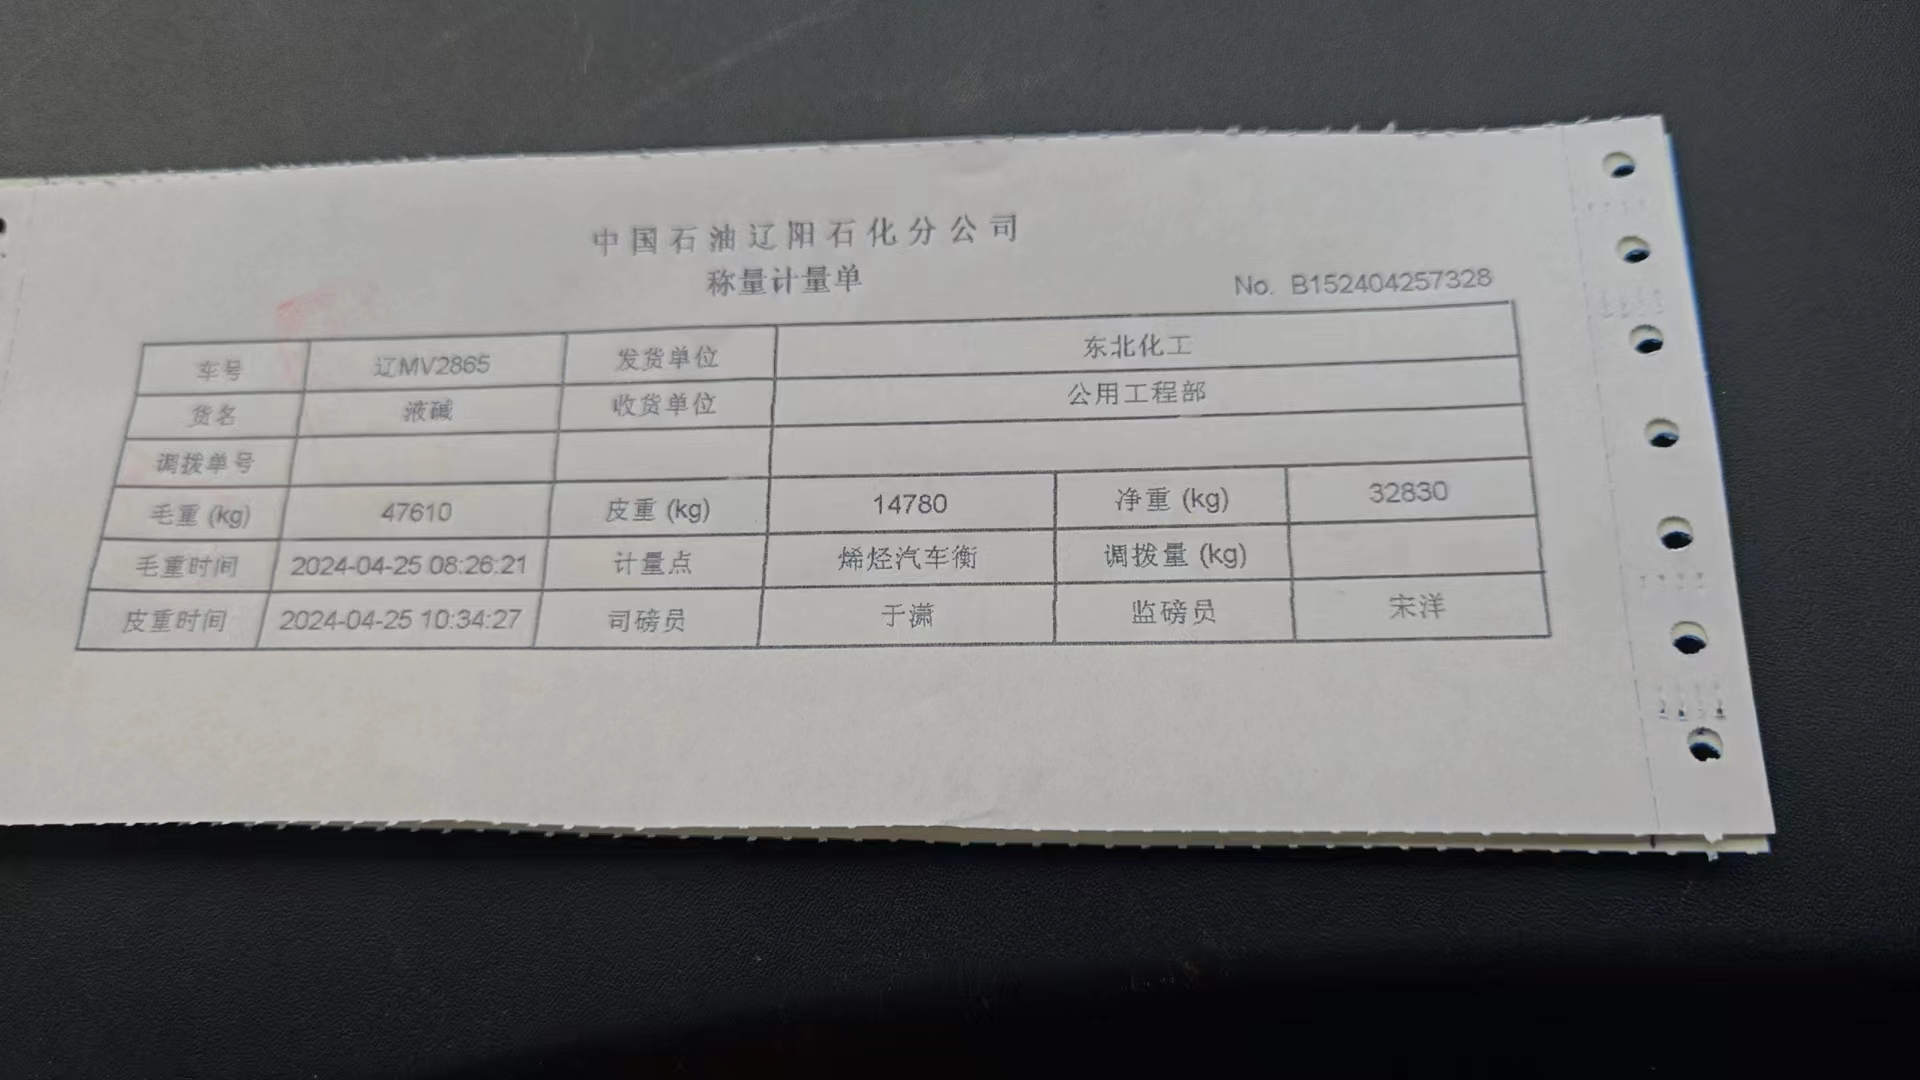 中国石油辽阳石化分公司
称量计量单
No. B152404257328
车号 辽MV2865 发货单位 东北化工
货名 液碱 收货单位 公用工程部
调拨单号
毛重 (kg) 47610 皮重 (kg) 14780 净重 (kg) 32830
毛重时间 2024-04-25 08:26:21 计量点 烯烃汽车衡 调拨量 (kg)
皮重时间 2024-04-25 10:34:27 司磅员 于潇 监磅员 宋洋